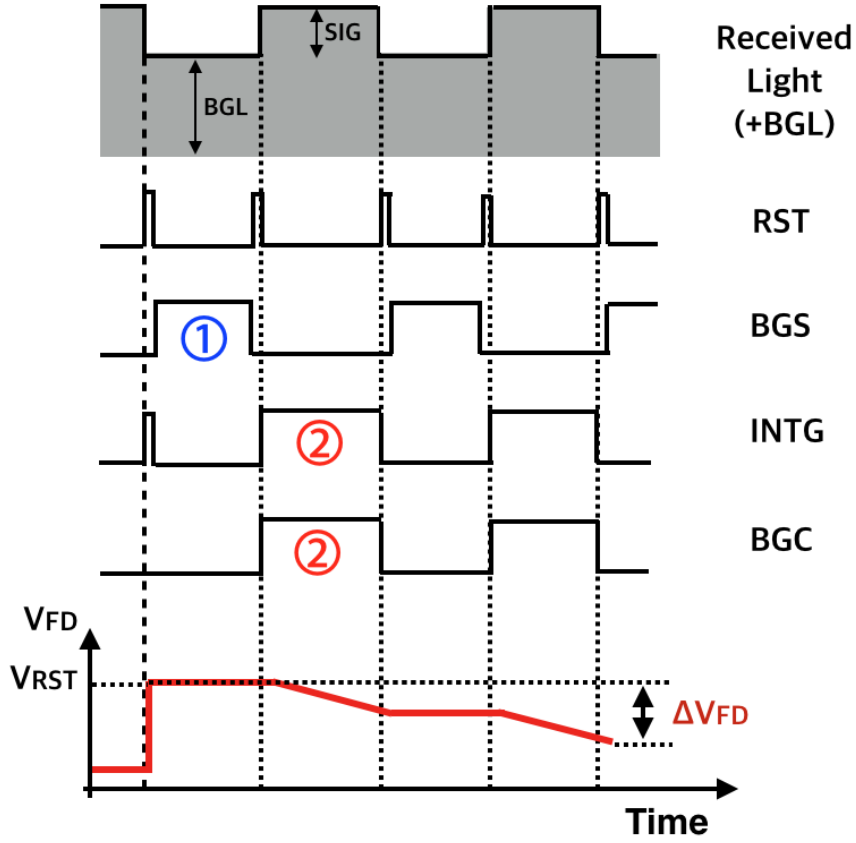 SIG
BGL
Received
Light
(+BGL)
RST
①
BGS
②
INTG
②
BGC
VFD
VRST
ΔVFD
Time